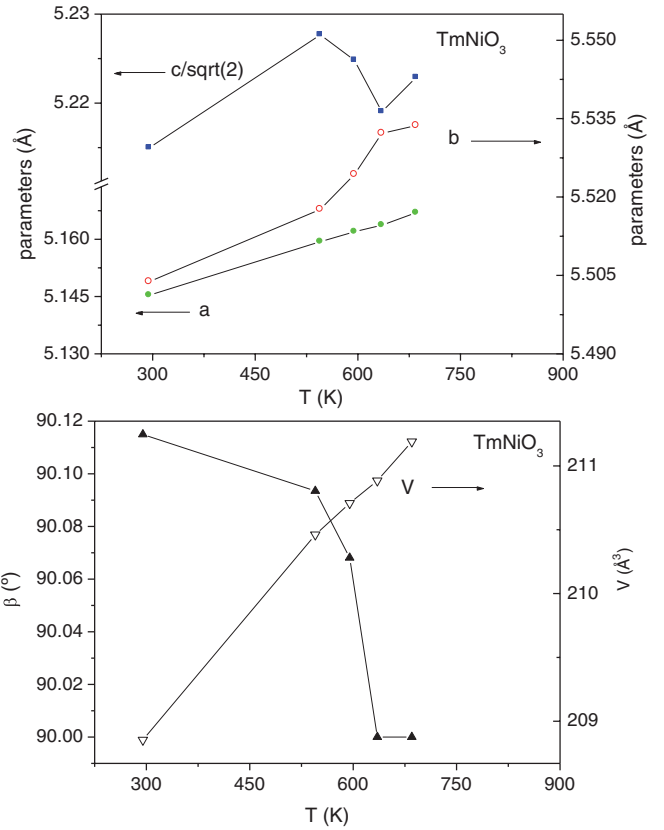 5.23
TmNiO3
5.550
c/sqrt(2)
5.22
5.535
b
parameters (Å)
parameters (Å)
5.520
5.160
5.505
5.145
a
5.130
5.490
300 450 600 750 900
T (K)
90.12
TmNiO3
211
90.10
V
90.08
β (º)
V (Å3)
90.06
210
90.04
90.02
90.00
209
300 450 600 750 900
T (K)